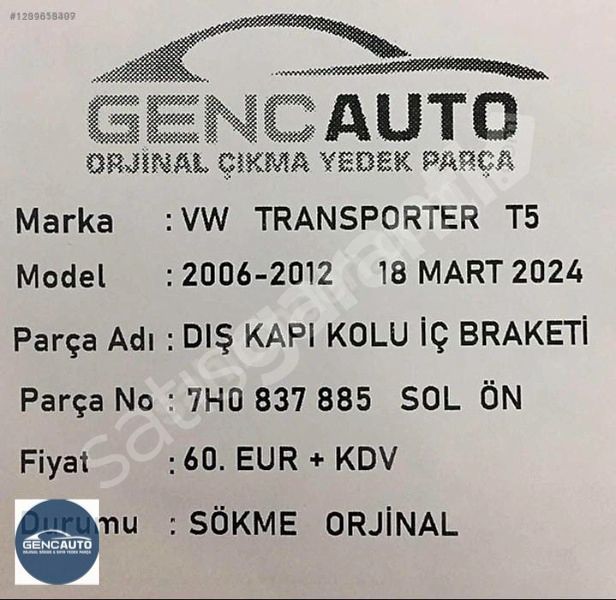 #1289658409
GENCAUTO
ORJİNAL ÇIKMA YEDEK PARÇA
Marka : VW TRANSPORTER T5
Model : 2006-2012 18 MART 2024
Parça Adı : DIŞ KAPI KOLU İÇ BRAKETİ
Parça No : 7H0 837 885 SOL ÖN
Fiyat : 60. EUR + KDV
Durumu : SÖKME ORJİNAL
GENCAUTO